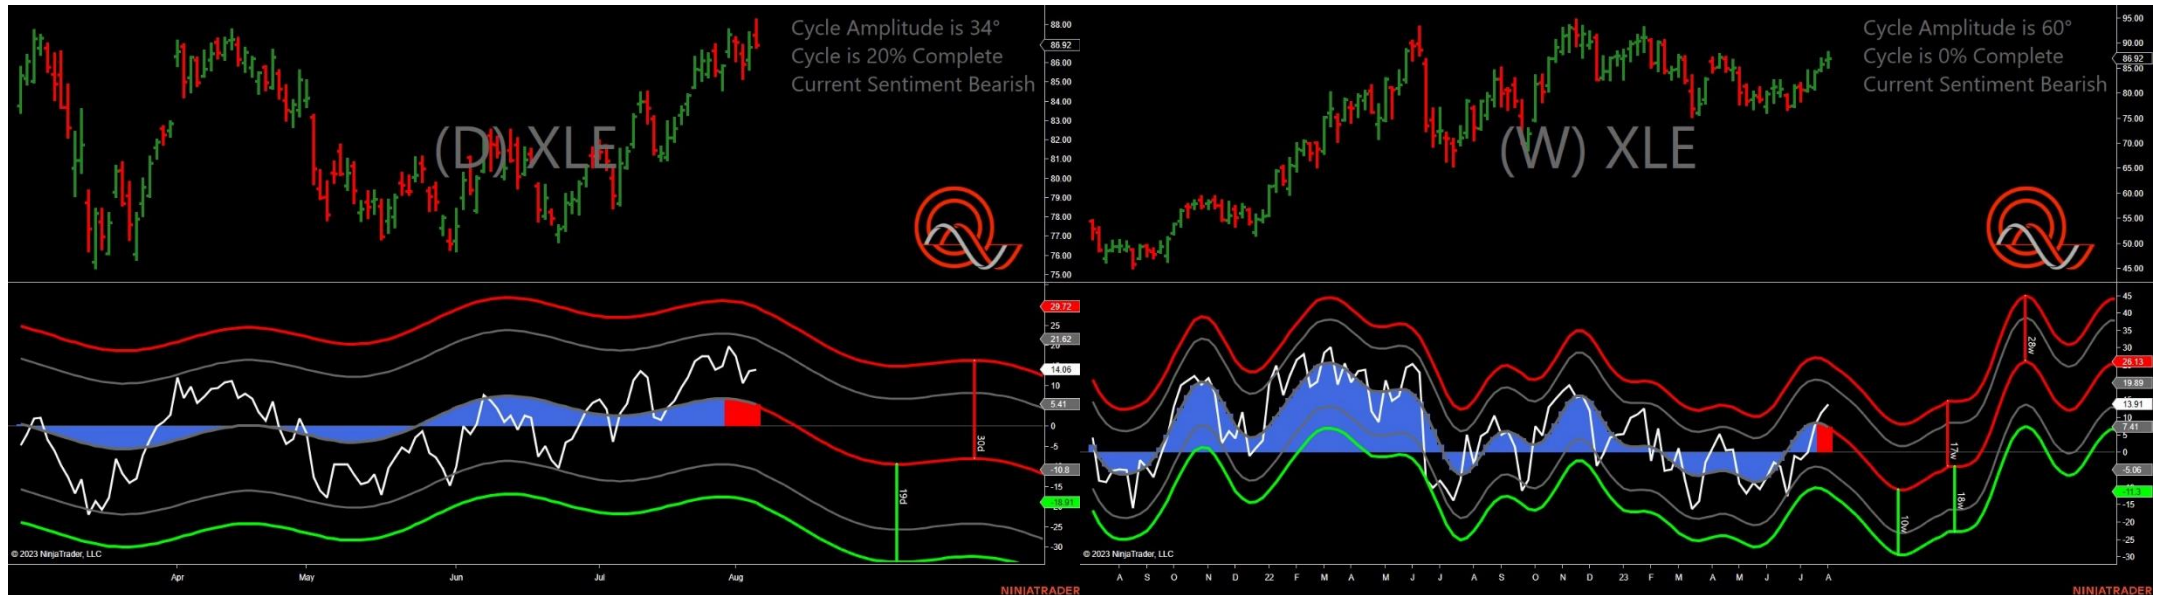 Cycle Amplitude is 34°
Cycle is 20% Complete
Current Sentiment Bearish
(D) XLE
88.00
86.92
86.00
85.00
84.00
83.00
82.00
81.00
80.00
79.00
78.00
77.00
76.00
75.00
29.72
25
21.62
20
14.06
10
5.41
0
-5
-10.8
-15
-18.91
-25
-30
30d
19d
© 2023 NinjaTrader, LLC
Apr May Jun Jul Aug
NINJATRADER
Cycle Amplitude is 60°
Cycle is 0% Complete
Current Sentiment Bearish
(W) XLE
95.00
90.00
86.92
85.00
80.00
75.00
70.00
65.00
60.00
55.00
50.00
45.00
45
40
35
30
26.13
19.89
13.91
10
7.41
5
0
-5.06
-11.3
-15
-20
-25
-30
28w
17w
18w
10w
© 2023 NinjaTrader, LLC
A S O N D 22 F M A M J J A S O N D 23 F M A M J J A
NINJATRADER